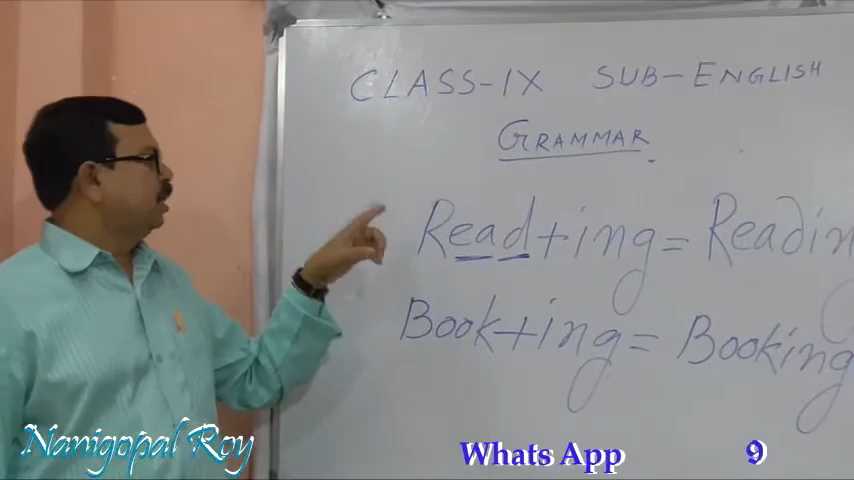 CLASS-IX SUB-ENGLISH
GRAMMAR
Read+ing=Readin
Book+ing=Booking
Nanigopal Roy
Whats App 9